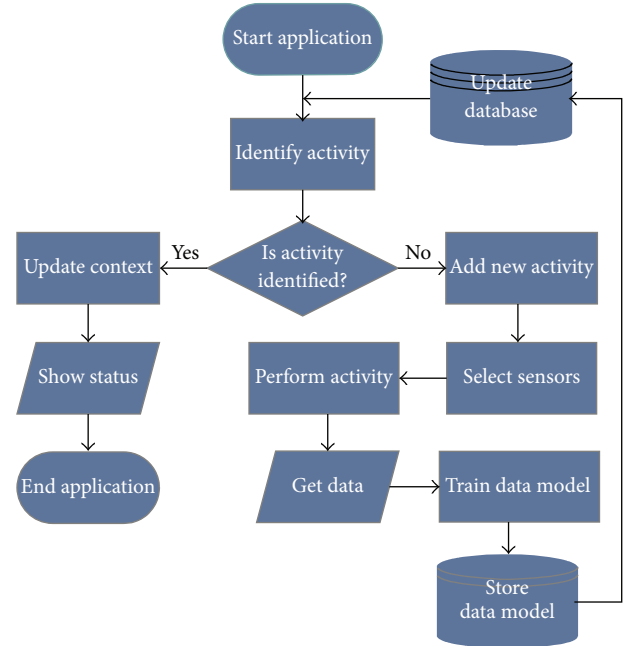 Start application
Update
database
Identify activity
Is activity
identified?
Yes
No
Update context
Add new activity
Show status
Perform activity
Select sensors
End application
Get data
Train data model
Store
data model